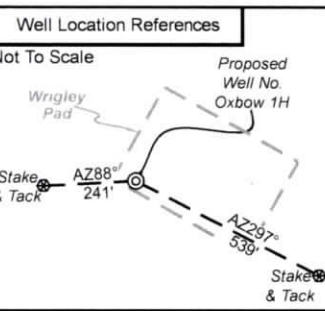 Well Location References
Not To Scale
Proposed
Well No.
Oxbow 1H
Wrigley
Pad
Stake
& Tack
AZ88°
241'
AZ297°
539'
Stake
& Tack